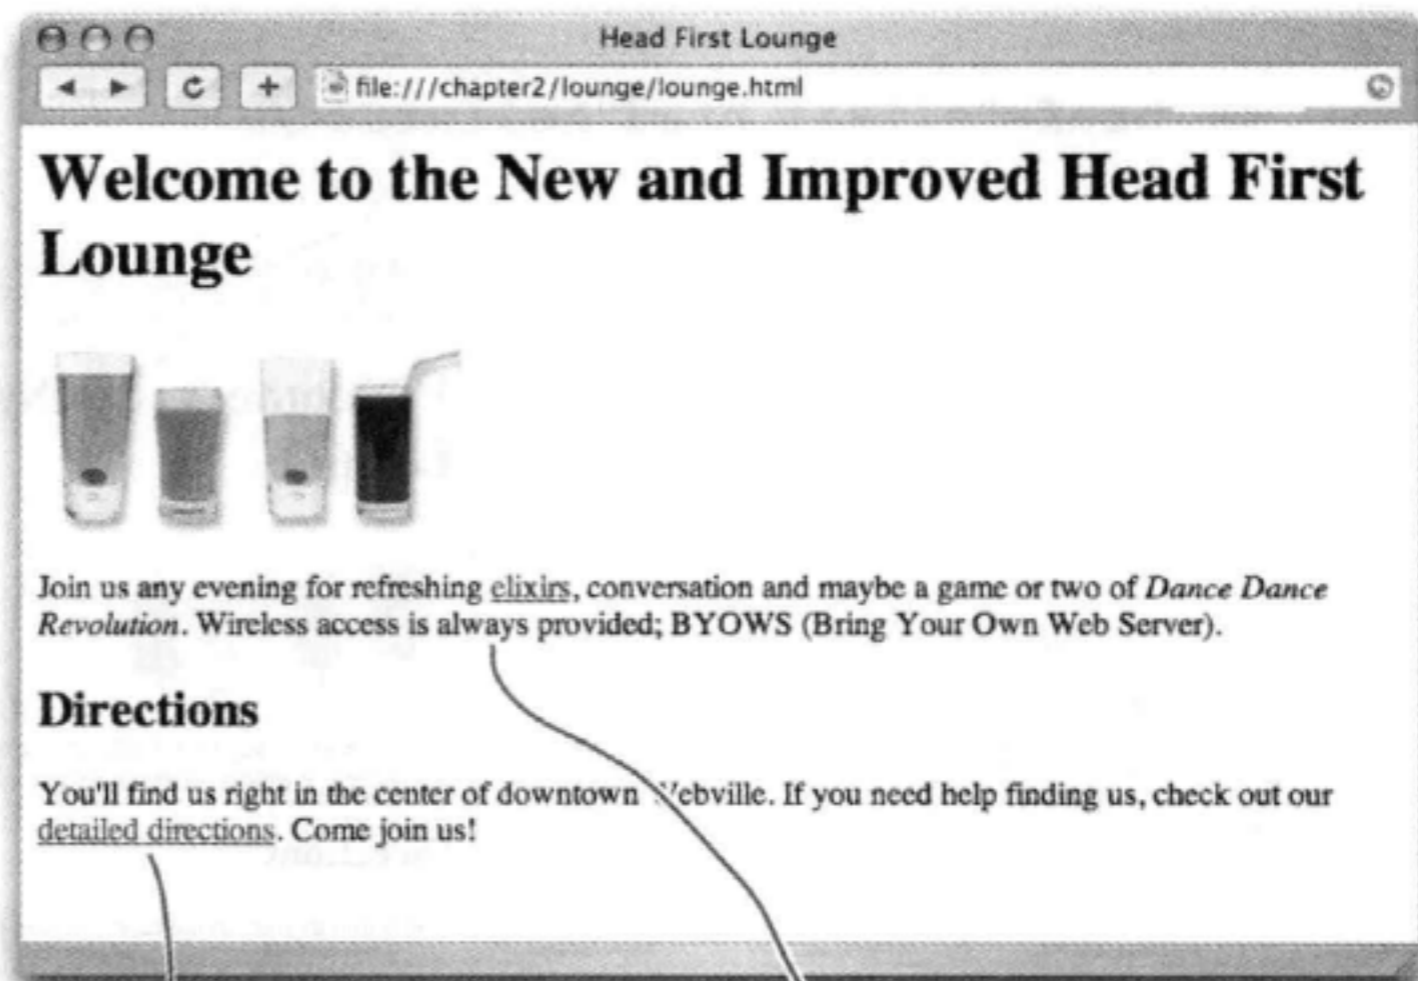 Head First Lounge
file:///chapter2/lounge/lounge.html
Welcome to the New and Improved Head First
Lounge
Join us any evening for refreshing elixirs, conversation and maybe a game or two of Dance Dance
Revolution. Wireless access is always provided; BYOWS (Bring Your Own Web Server).
Directions
You'll find us right in the center of downtown Webville. If you need help finding us, check out our
detailed directions. Come join us!